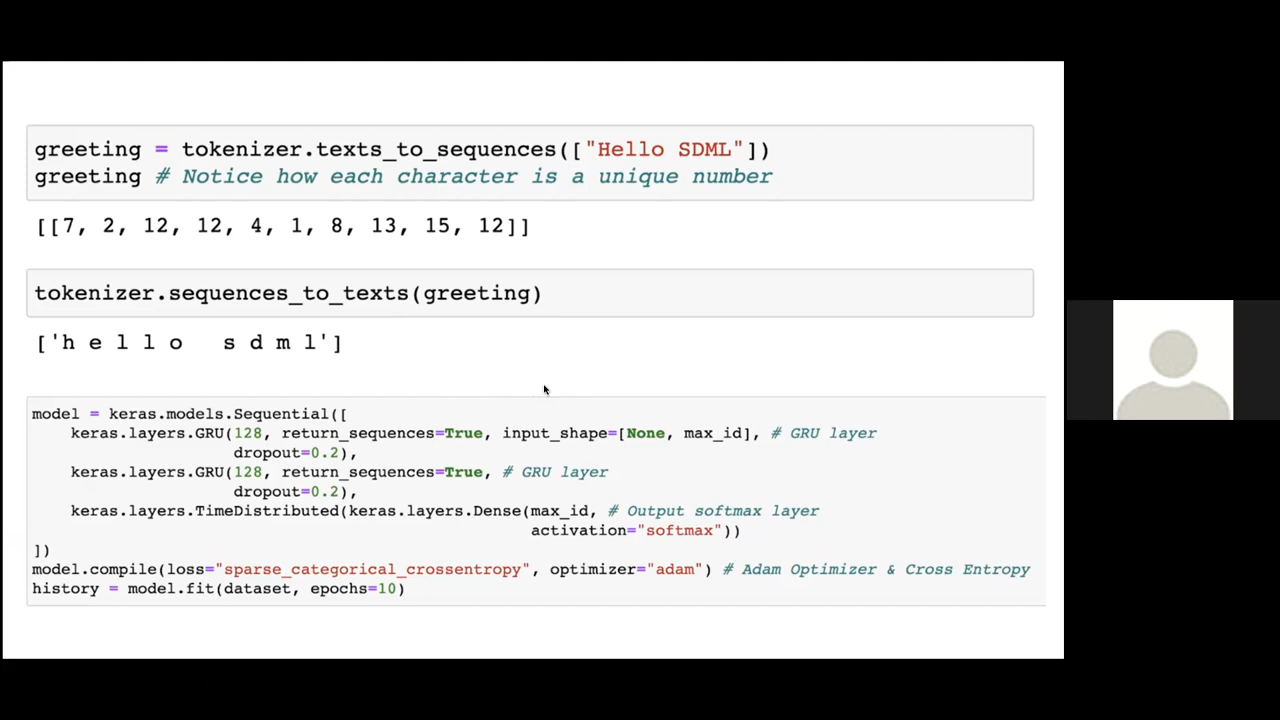 greeting = tokenizer.texts_to_sequences(["Hello SDML"])
greeting # Notice how each character is a unique number
[[7, 2, 12, 12, 4, 1, 8, 13, 15, 12]]
tokenizer.sequences_to_texts(greeting)
['h e l l o   s d m l']
model = keras.models.Sequential([
    keras.layers.GRU(128, return_sequences=True, input_shape=[None, max_id], # GRU layer
                     dropout=0.2),
    keras.layers.GRU(128, return_sequences=True, # GRU layer
                     dropout=0.2),
    keras.layers.TimeDistributed(keras.layers.Dense(max_id, # Output softmax layer
                                                    activation="softmax"))
])
model.compile(loss="sparse_categorical_crossentropy", optimizer="adam") # Adam Optimizer & Cross Entropy
history = model.fit(dataset, epochs=10)